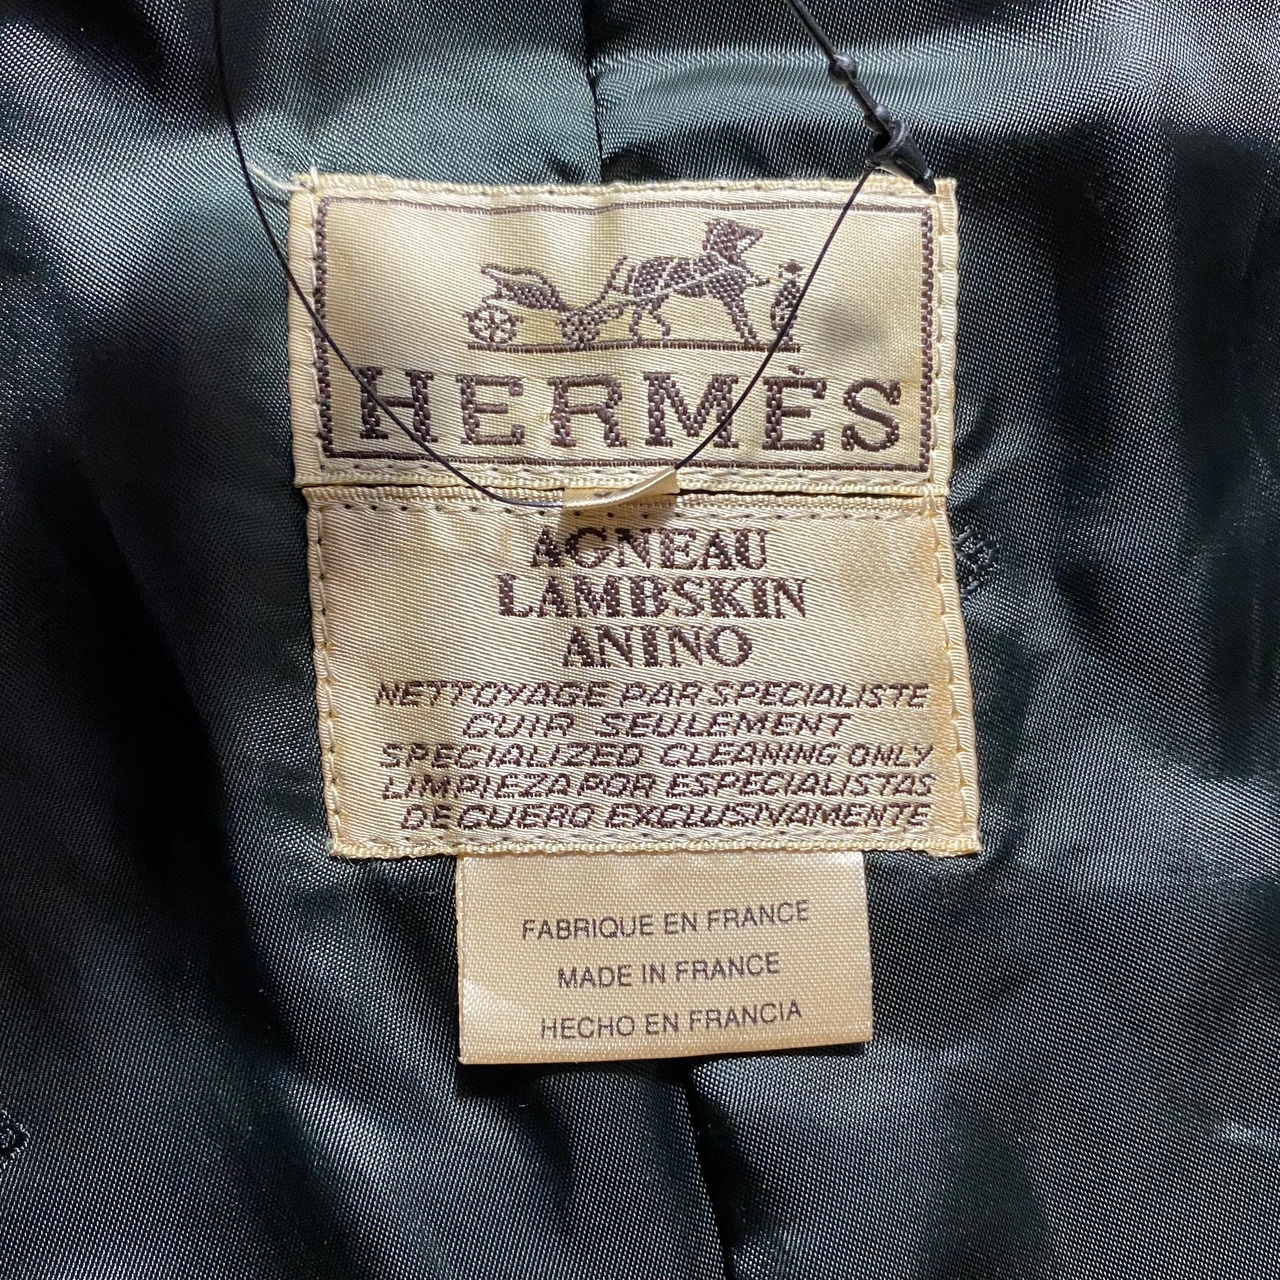 HERMÈS
AGNEAU
LAMBSKIN
ANINO
NETTOYAGE PAR SPECIALISTE
CUIR SEULEMENT
SPECIALIZED CLEANING ONLY
LIMPIEZA POR ESPECIALISTAS
DE CUERO EXCLUSIVAMENTE
FABRIQUE EN FRANCE
MADE IN FRANCE
HECHO EN FRANCIA